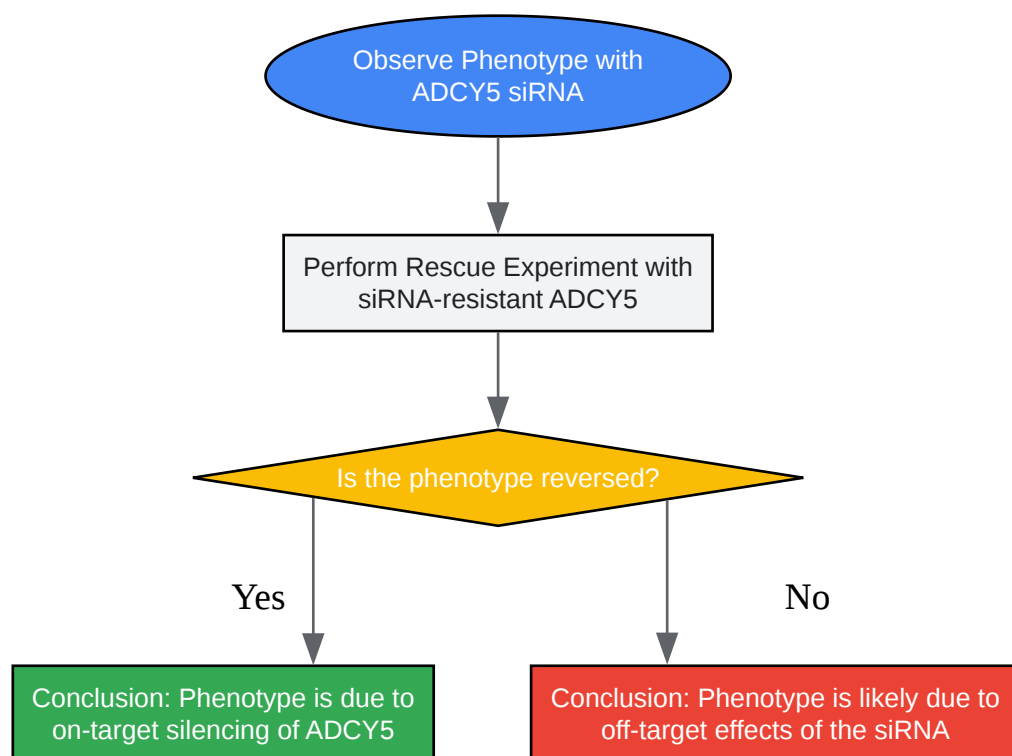 Observe Phenotype with
ADCY5 siRNA
Perform Rescue Experiment with
siRNA-resistant ADCY5
Is the phenotype reversed?
Yes
No
Conclusion: Phenotype is due to
on-target silencing of ADCY5
Conclusion: Phenotype is likely due to
off-target effects of the siRNA